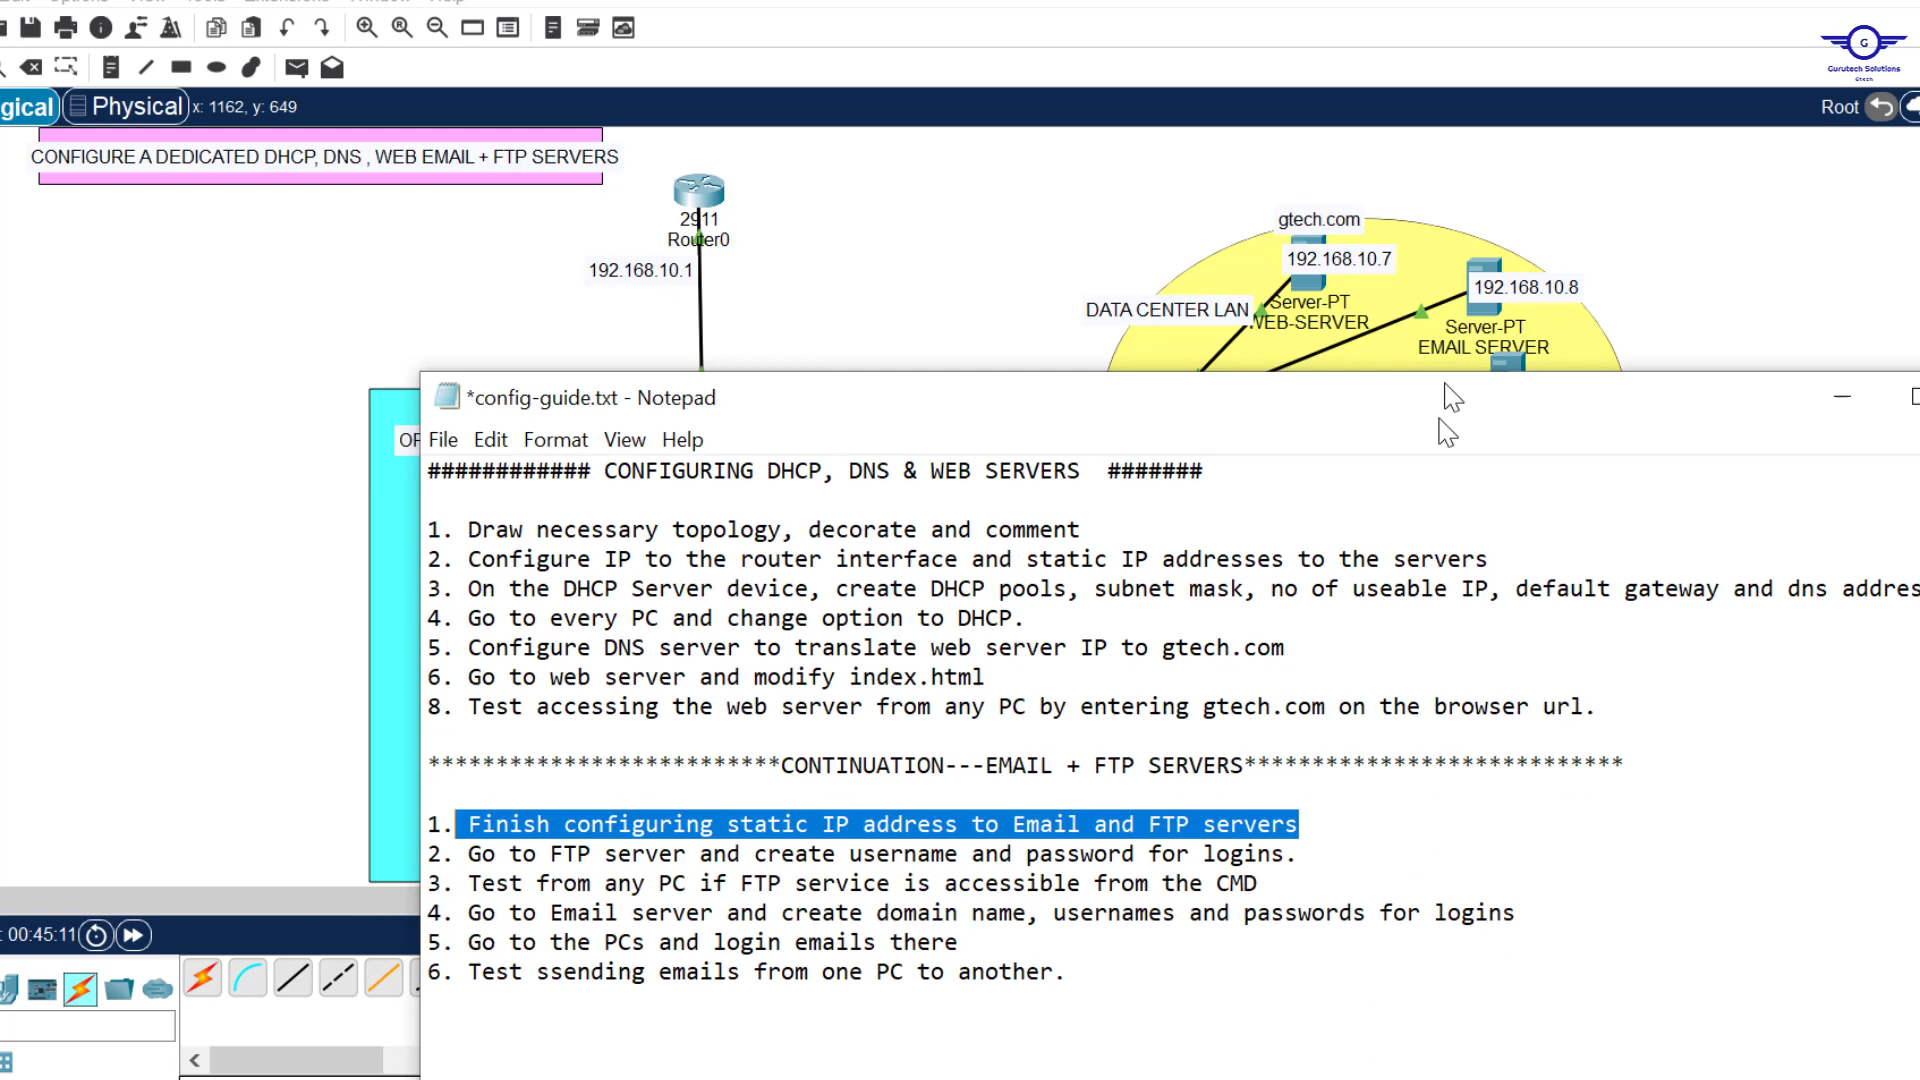 Options
View
Tools
Extensions
Window
Help
G
Gurutech Solutions
Gtech
gical
Physical
x: 1162, y: 649
Root
CONFIGURE A DEDICATED DHCP, DNS , WEB EMAIL + FTP SERVERS
2911
Router0
192.168.10.1
gtech.com
192.168.10.7
192.168.10.8
DATA CENTER LAN
Server-PT
WEB-SERVER
Server-PT
EMAIL SERVER
*config-guide.txt - Notepad
OF
File Edit Format View Help
############ CONFIGURING DHCP, DNS & WEB SERVERS #######
1. Draw necessary topology, decorate and comment
2. Configure IP to the router interface and static IP addresses to the servers
3. On the DHCP Server device, create DHCP pools, subnet mask, no of useable IP, default gateway and dns addres
4. Go to every PC and change option to DHCP.
5. Configure DNS server to translate web server IP to gtech.com
6. Go to web server and modify index.html
8. Test accessing the web server from any PC by entering gtech.com on the browser url.
**************************CONTINUATION---EMAIL + FTP SERVERS****************************
1. Finish configuring static IP address to Email and FTP servers
2. Go to FTP server and create username and password for logins.
3. Test from any PC if FTP service is accessible from the CMD
4. Go to Email server and create domain name, usernames and passwords for logins
5. Go to the PCs and login emails there
6. Test ssending emails from one PC to another.
: 00:45:11